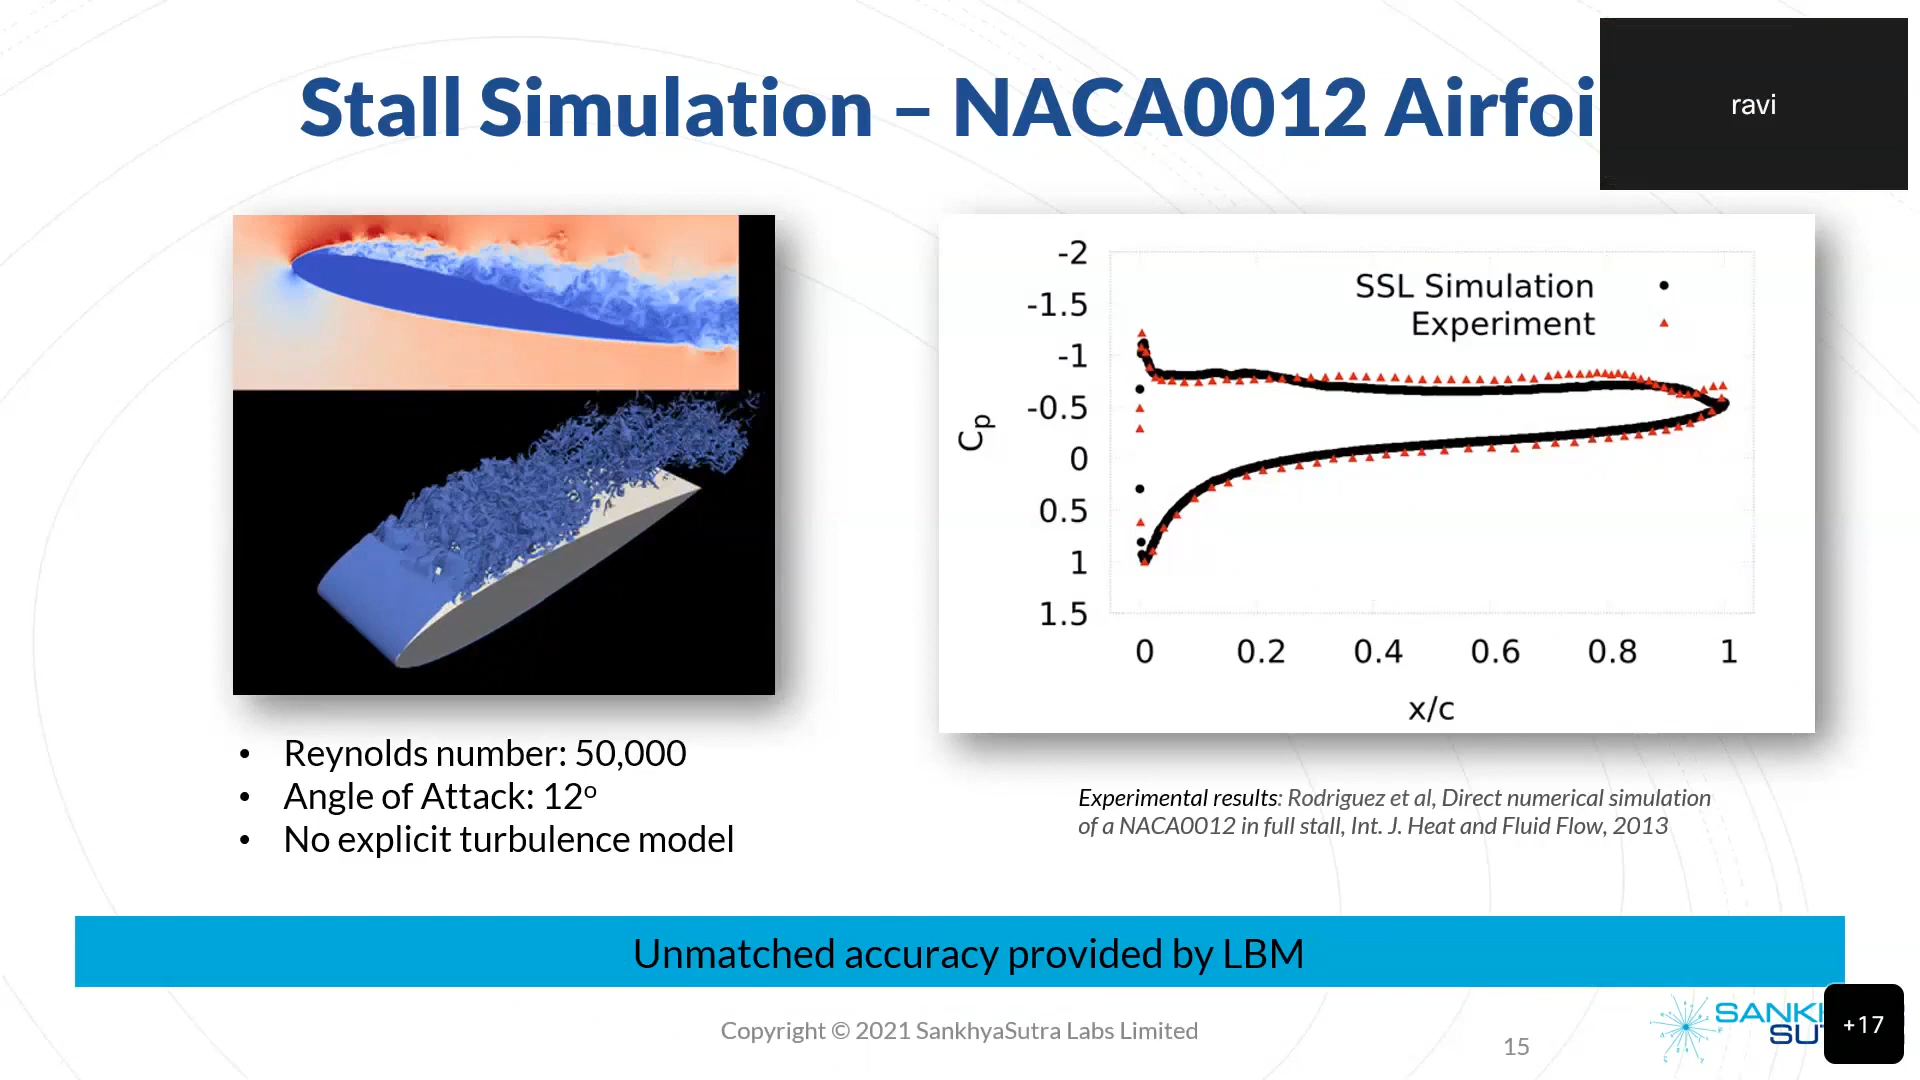 Stall Simulation – NACA0012 Airfoi
ravi
-2
-1.5
-1
-0.5
0
0.5
1
1.5
Cp
SSL Simulation
Experiment
0 0.2 0.4 0.6 0.8 1
x/c
• Reynolds number: 50,000
• Angle of Attack: 12º
• No explicit turbulence model
Experimental results: Rodriguez et al, Direct numerical simulation
of a NACA0012 in full stall, Int. J. Heat and Fluid Flow, 2013
Unmatched accuracy provided by LBM
Copyright © 2021 SankhyaSutra Labs Limited
15
SANKH
SUT
+17